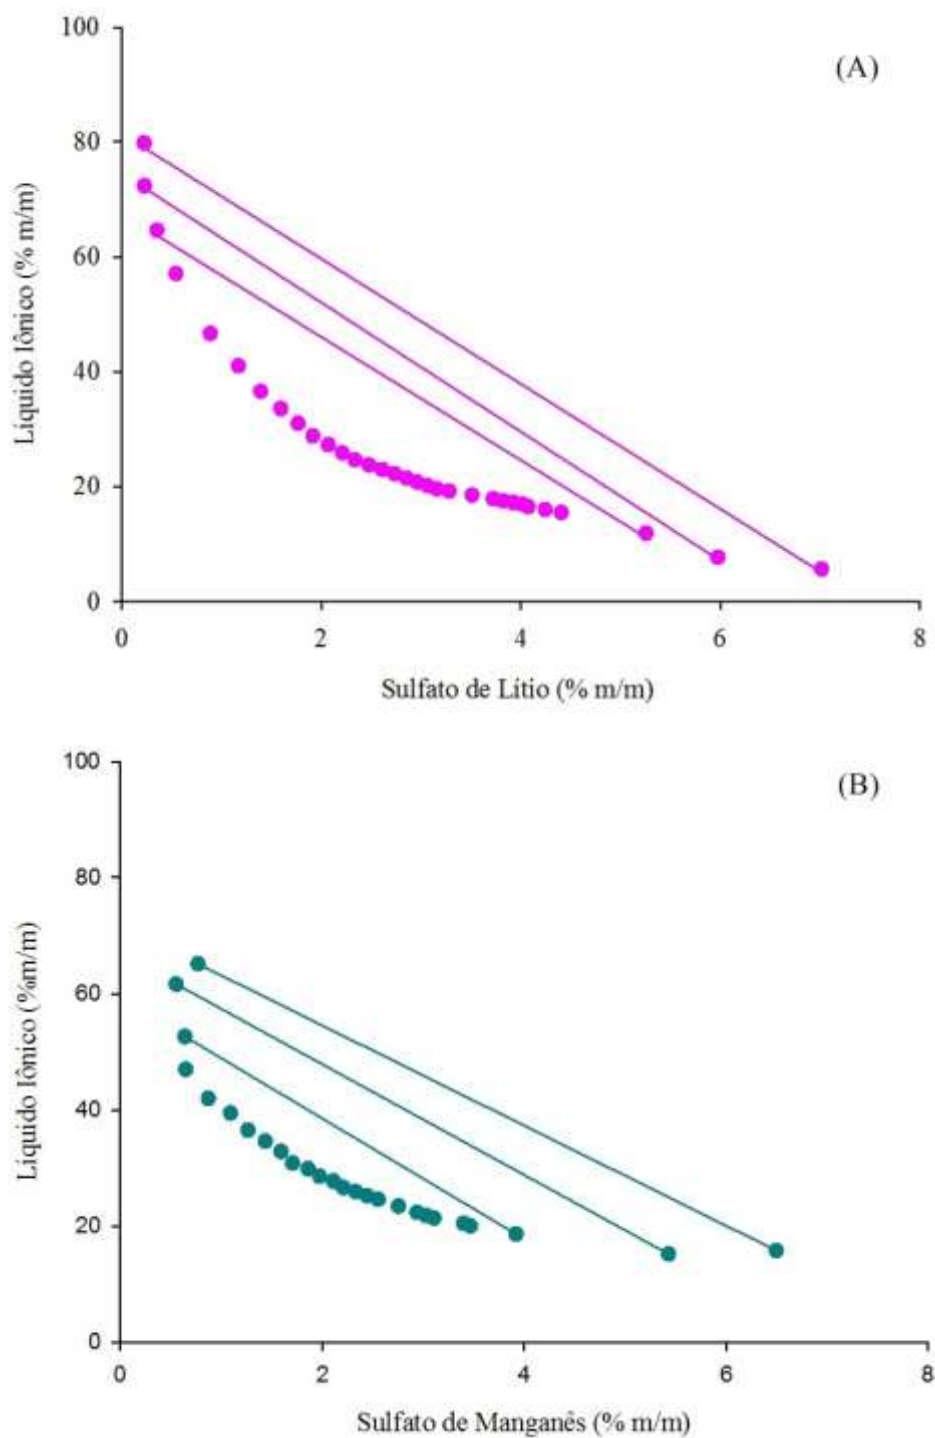 100
(A)
80
60
40
20
0
Líquido Iônico (% m/m)
0 2 4 6 8
Sulfato de Lítio (% m/m)
100
(B)
80
60
40
20
0
Líquido Iônico (%m/m)
0 2 4 6 8
Sulfato de Manganês (% m/m)